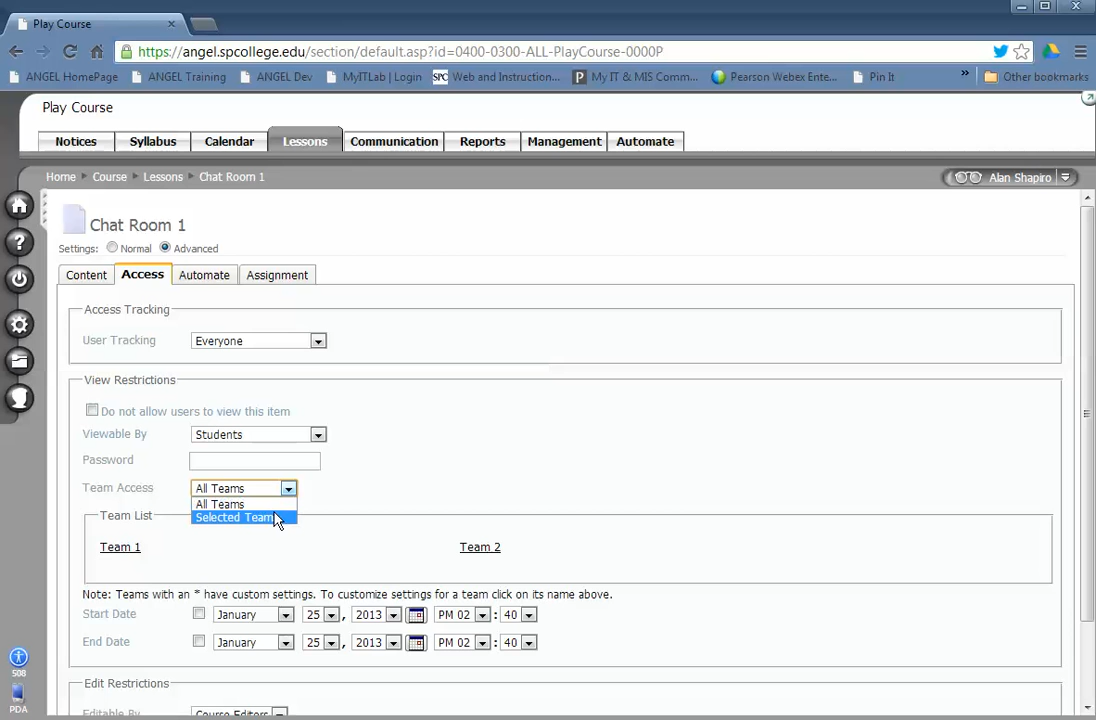 Play Course
https://angel.spcollege.edu/section/default.asp?id=0400-0300-ALL-PlayCourse-0000P
ANGEL HomePage ANGEL Training ANGEL Dev MyITLab | Login SPC Web and Instruction... P My IT & MIS Comm... Pearson Webex Ente... Pin It » Other bookmarks
Play Course
Notices Syllabus Calendar Lessons Communication Reports Management Automate
Home Course Lessons Chat Room 1 Alan Shapiro
Chat Room 1
Settings: Normal Advanced
Content Access Automate Assignment
Access Tracking
User Tracking Everyone
View Restrictions
Do not allow users to view this item
Viewable By Students
Password
Team Access All Teams
All Teams
Selected Team
Team List
Team 1 Team 2
Note: Teams with an * have custom settings. To customize settings for a team click on its name above.
Start Date January 25 , 2013 PM 02 : 40
End Date January 25 , 2013 PM 02 : 40
508
Edit Restrictions
PDA
Editable By Course Editors